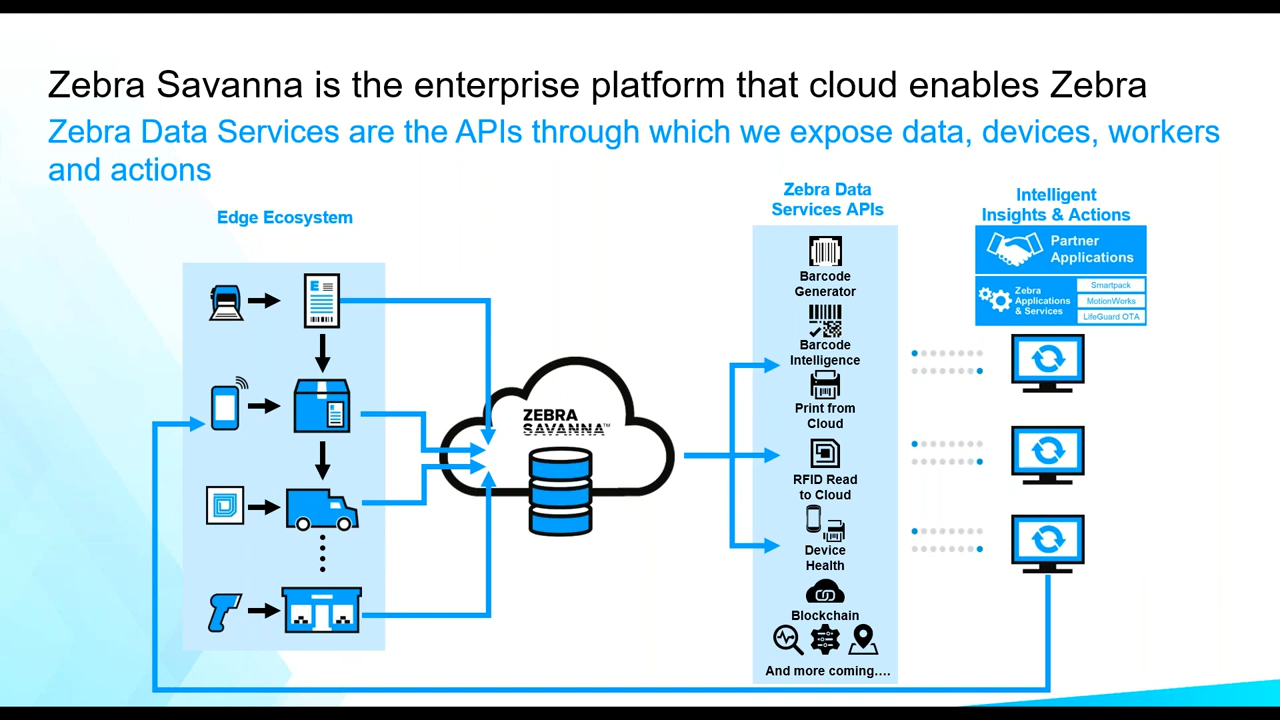 Zebra Savanna is the enterprise platform that cloud enables Zebra
Zebra Data Services are the APIs through which we expose data, devices, workers
and actions
Edge Ecosystem
E
ZEBRA
SAVANNA™
Zebra Data
Services APIs
Barcode
Generator
Barcode
Intelligence
Print from
Cloud
RFID Read
to Cloud
Device
Health
Blockchain
And more coming....
Intelligent
Insights & Actions
Partner
Applications
Zebra
Applications
& Services
Smartpack
MotionWorks
LifeGuard OTA